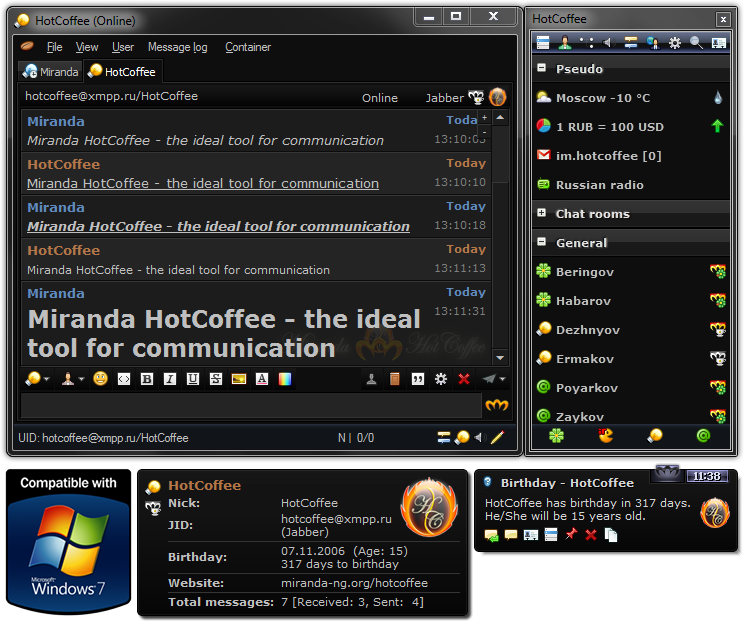 HotCoffee (Online)
File View User Message log Container
Miranda HotCoffee
hotcoffee@xmpp.ru/HotCoffee Online Jabber
Miranda Today
Miranda HotCoffee - the ideal tool for communication 13:10:03
HotCoffee Today
Miranda HotCoffee - the ideal tool for communication 13:10:10
Miranda Today
Miranda HotCoffee - the ideal tool for communication 13:10:18
HotCoffee Today
Miranda HotCoffee - the ideal tool for communication 13:11:13
Miranda Today
Miranda HotCoffee - the ideal 13:11:31
tool for communication
UID: hotcoffee@xmpp.ru/HotCoffee N | 0/0
HotCoffee
Pseudo
Moscow -10 °C
1 RUB = 100 USD
im.hotcoffee [0]
Russian radio
Chat rooms
General
Beringov
Habarov
Dezhnyov
Ermakov
Poyarkov
Zaykov
Compatible with
Microsoft
Windows 7
HotCoffee
Nick: HotCoffee
JID: hotcoffee@xmpp.ru
(Jabber)
Birthday: 07.11.2006 (Age: 15)
317 days to birthday
Website: miranda-ng.org/hotcoffee
Total messages: 7 [Received: 3, Sent: 4]
HC
Birthday - HotCoffee 11:38
HotCoffee has birthday in 317 days.
He/She will be 15 years old.
HC